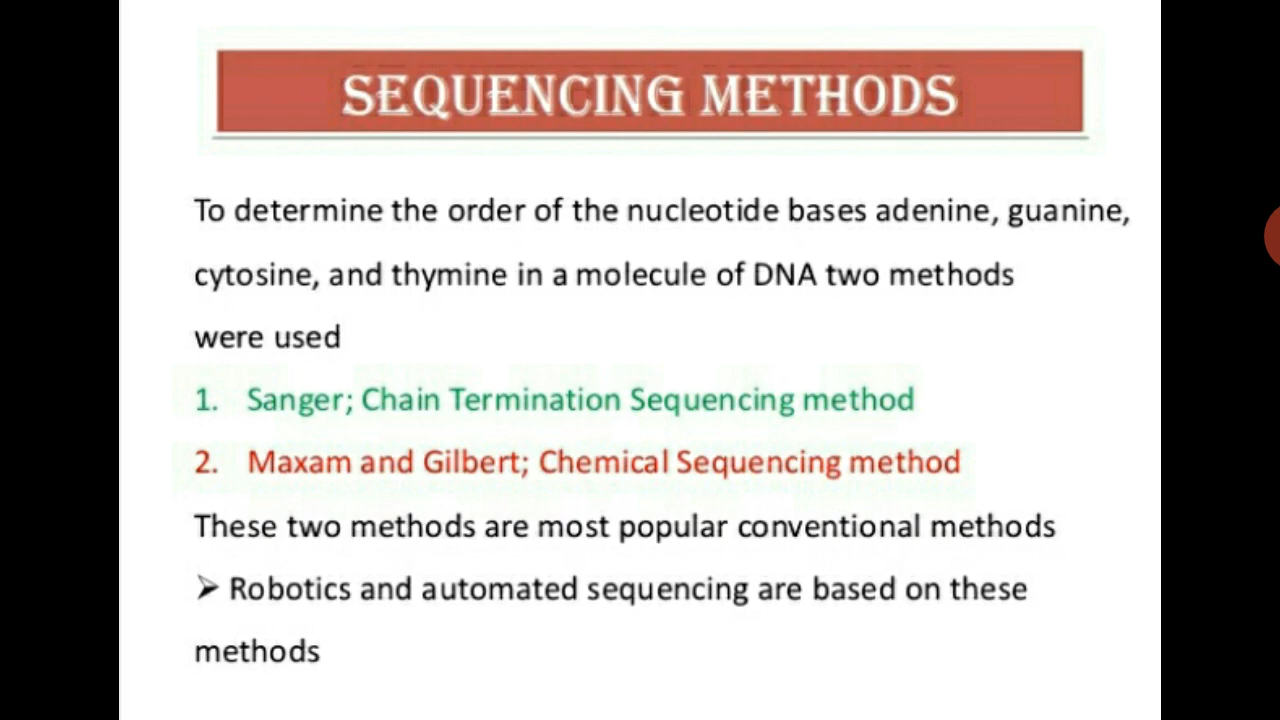 SEQUENCING METHODS
To determine the order of the nucleotide bases adenine, guanine,
cytosine, and thymine in a molecule of DNA two methods
were used
1. Sanger; Chain Termination Sequencing method
2. Maxam and Gilbert; Chemical Sequencing method
These two methods are most popular conventional methods
➢ Robotics and automated sequencing are based on these
methods